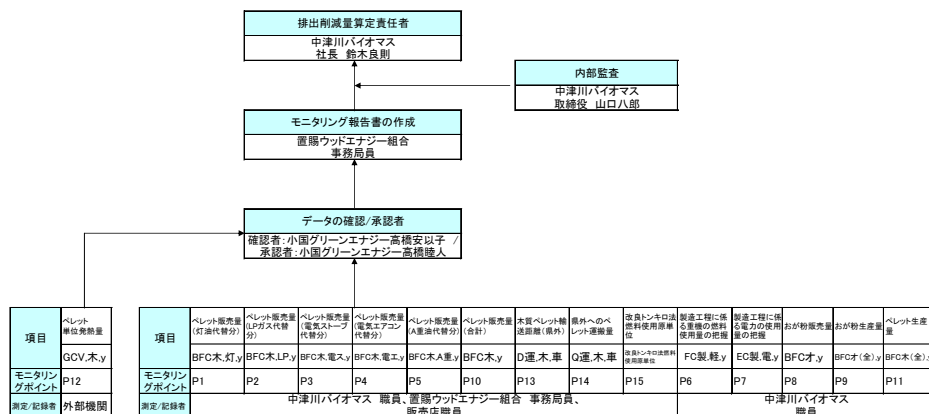 排出削減量算定責任者
中津川バイオマス
社長 鈴木良則
内部監査
中津川バイオマス
取締役 山口八郎
モニタリング報告書の作成
置賜ウッドエナジー組合
事務局員
データの確認/承認者
確認者:小国グリーンエナジー高橋安以子 /
承認者:小国グリーンエナジー高橋睦人
項目
ペレット
単位発熱量
GCV,木,y
モニタリ
ングポイント
P12
測定/記録者
外部機関
項目
ペレット販売量
(灯油代替分)
ペレット販売量
(LPガス代替
分)
ペレット販売量
(電気ストーブ
代替分)
ペレット販売量
(電気エアコン
代替分)
ペレット販売量
(A重油代替分)
ペレット販売量
(合計)
木質ペレット輸
送距離(県外)
県外へのペ
レット運搬量
改良トンキロ法
燃料使用原単
位
製造工程に係
る重機の燃料
使用量の把握
製造工程に係
る電力の使用
量の把握
おが粉販売量
おが粉生産量
ペレット生産
量
BFC木,灯,y
BFC木,LP,y
BFC木,電ス,y
BFC木,電エ,y
BFC木,A重,y
BFC木,y
D運,木,車
Q運,木,車
改良トンキロ法燃料
使用原単位
FC製,軽,y
EC製,電,y
BFCオ,y
BFCオ(全),y
BFC木(全),y
モニタリ
ングポイント
P1
P2
P3
P4
P5
P10
P13
P14
P15
P6
P7
P8
P9
P11
測定/記録者
中津川バイオマス 職員、置賜ウッドエナジー組合 事務局員、
販売店職員
中津川バイオマス
職員